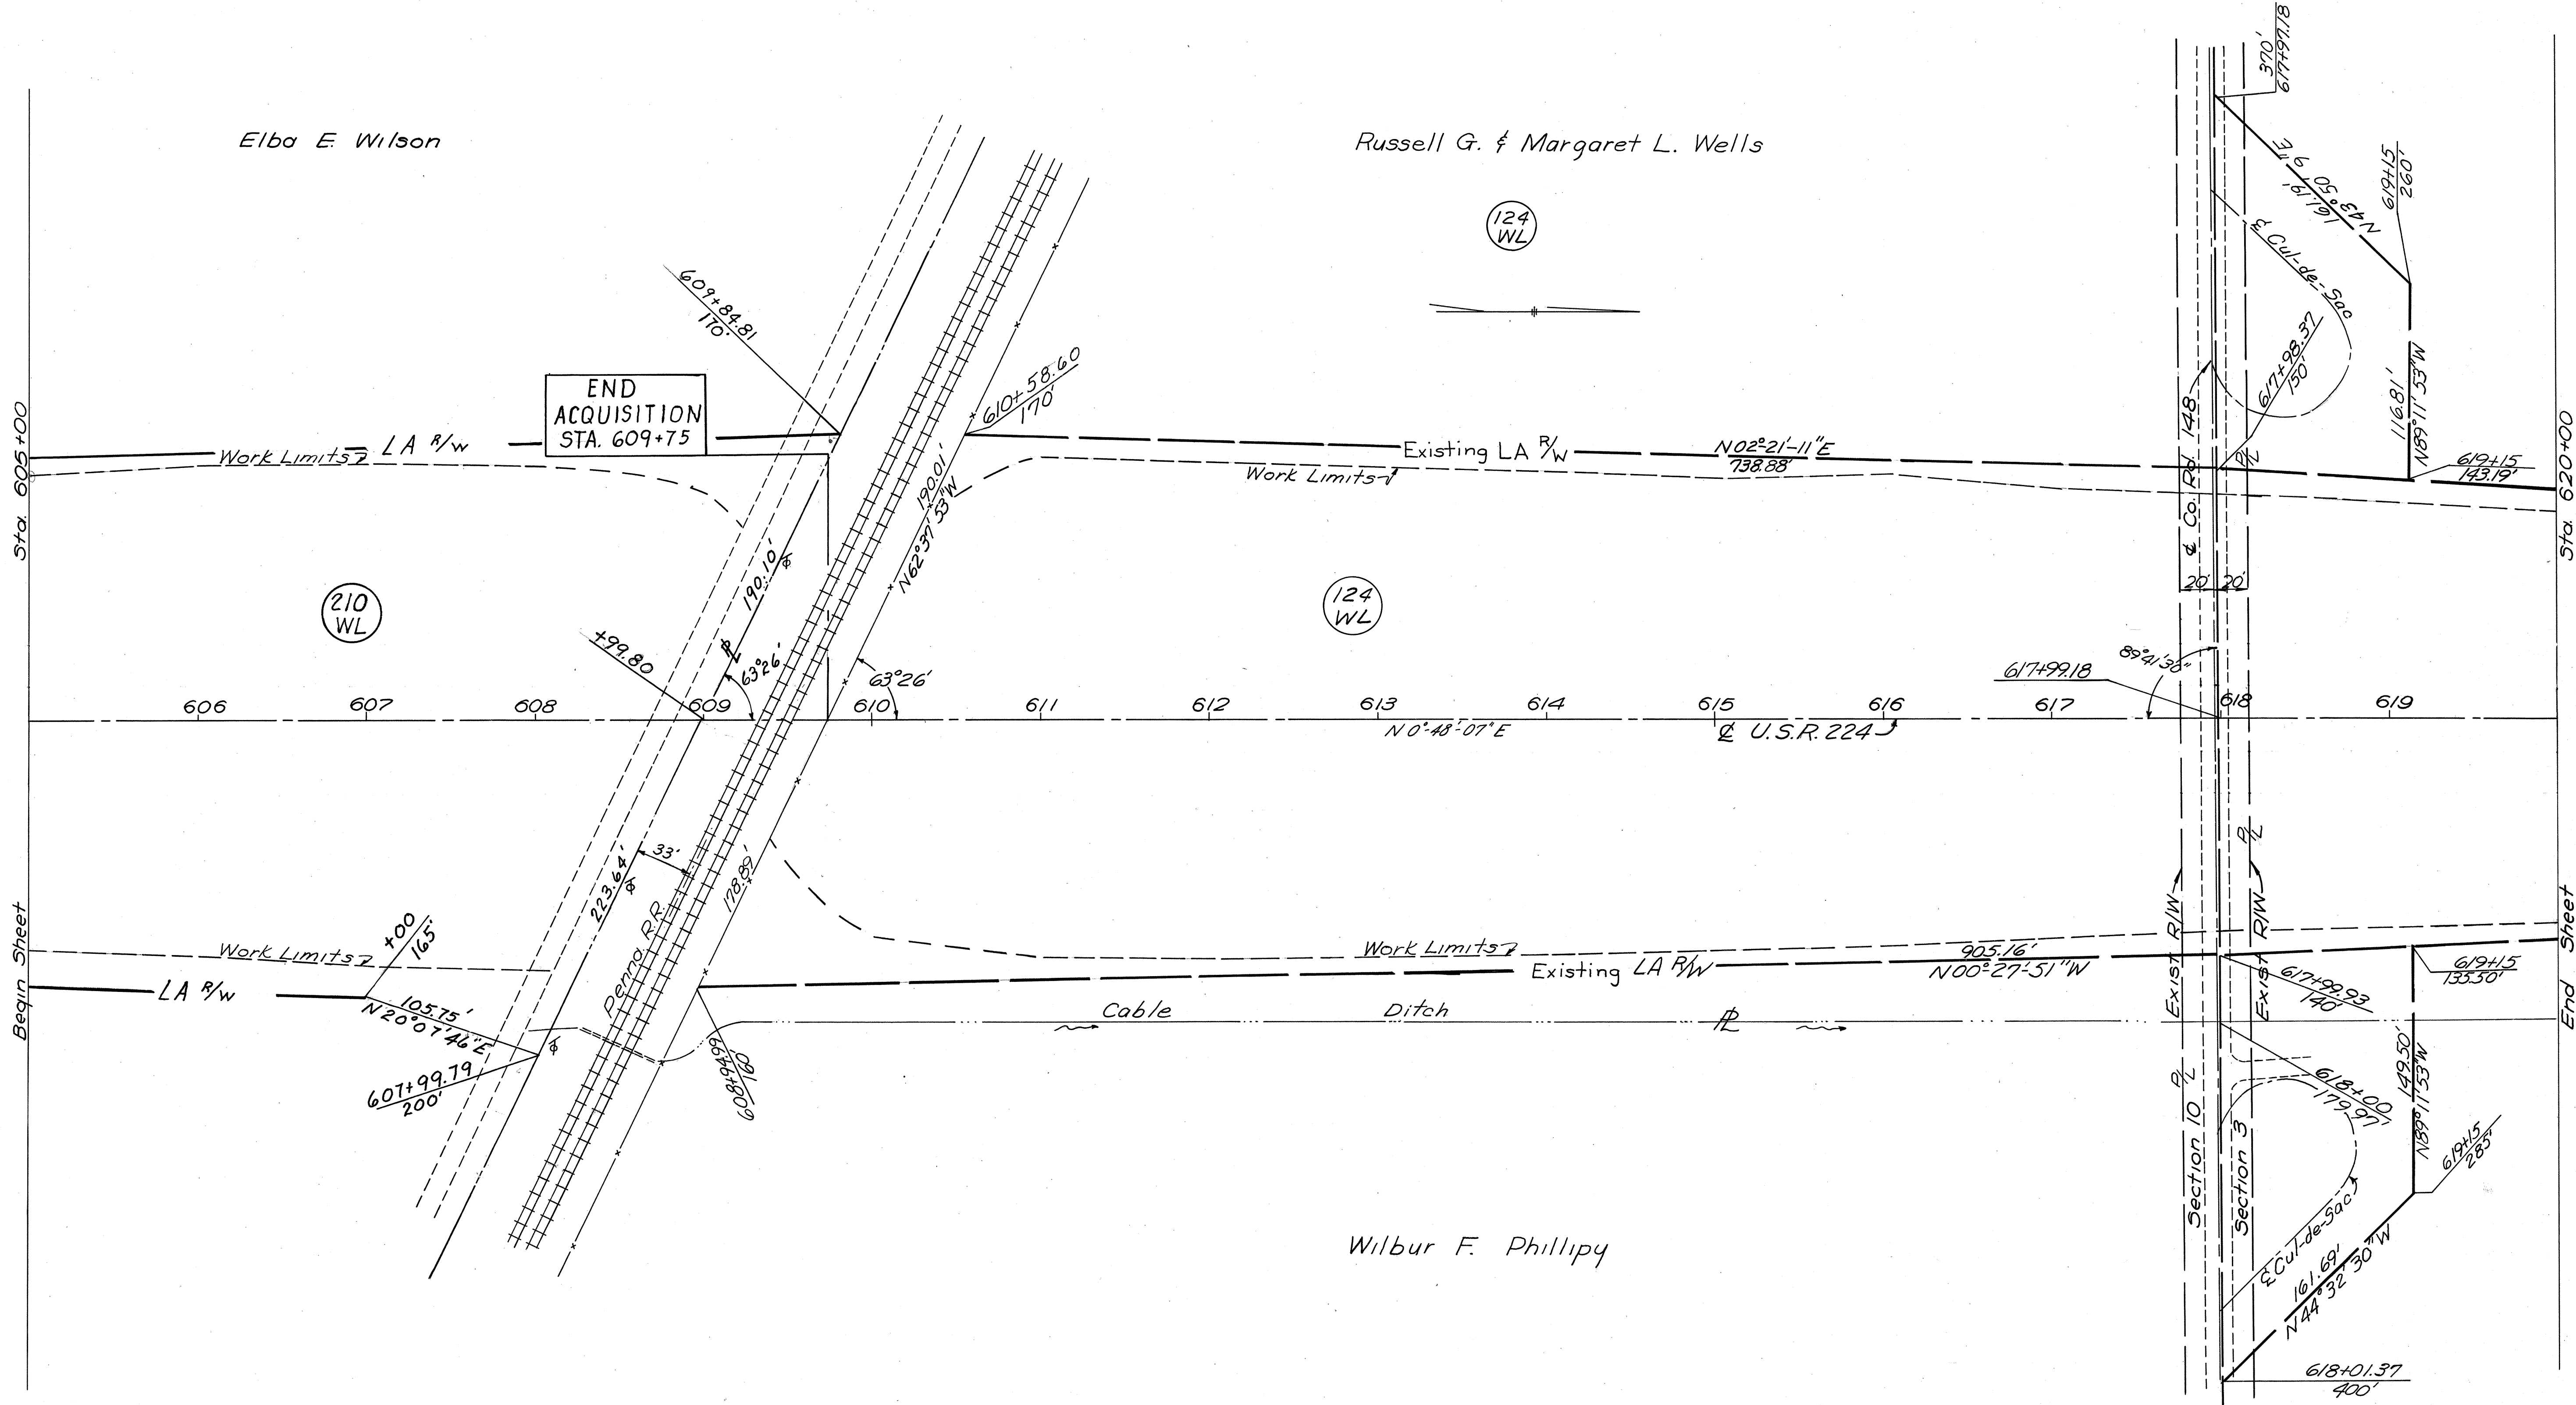 Elba E. Wilson
Russell G. & Margaret L. Wells
124
WL
370'
617+97.18
161.19'
N43°50'9"E
619+15
260'
℄ Cul-de-Sac
617+98.37
150'
116.81'
N89°11'53"W
619+15
143.19'
609+84.81
170'
END
ACQUISITION
STA. 609+75
610+58.60
170'
Sta. 605+00
Work Limits
LA R/W
Existing LA R/W
N02°-21'-11"E
738.88'
Work Limits
℄ Co. Rd. 148
P/L
Sta. 620+00
190.01'
N62°37'53"W
190.10'
210
WL
124
WL
20' 20'
+99.80
P/L
63°26'
63°26'
89°41'36"
617+99.18
606 607 608 609 610 611 612 613 614 615 616 617 618 619
N 0°-48'-07"E
℄ U.S.R. 224
33'
223.64'
178.89'
Penna. R.R.
P/L
Begin Sheet
Work Limits
+00
165'
LA R/W
105.75'
N20°07'46"E
607+99.79
200'
Work Limits
Existing LA R/W
905.16'
N00°-27'-51"W
608+94.99
160'
Cable Ditch P/L
Exist R/W
Exist R/W
617+99.93
140'
619+15
135.50'
End Sheet
P/L
Section 10
Section 3
618+00
179.97'
149.50'
N89°11'53"W
619+15
285'
℄ Cul-de-Sac
161.69'
N44°32'30"W
618+01.37
400'
Wilbur F. Phillipy